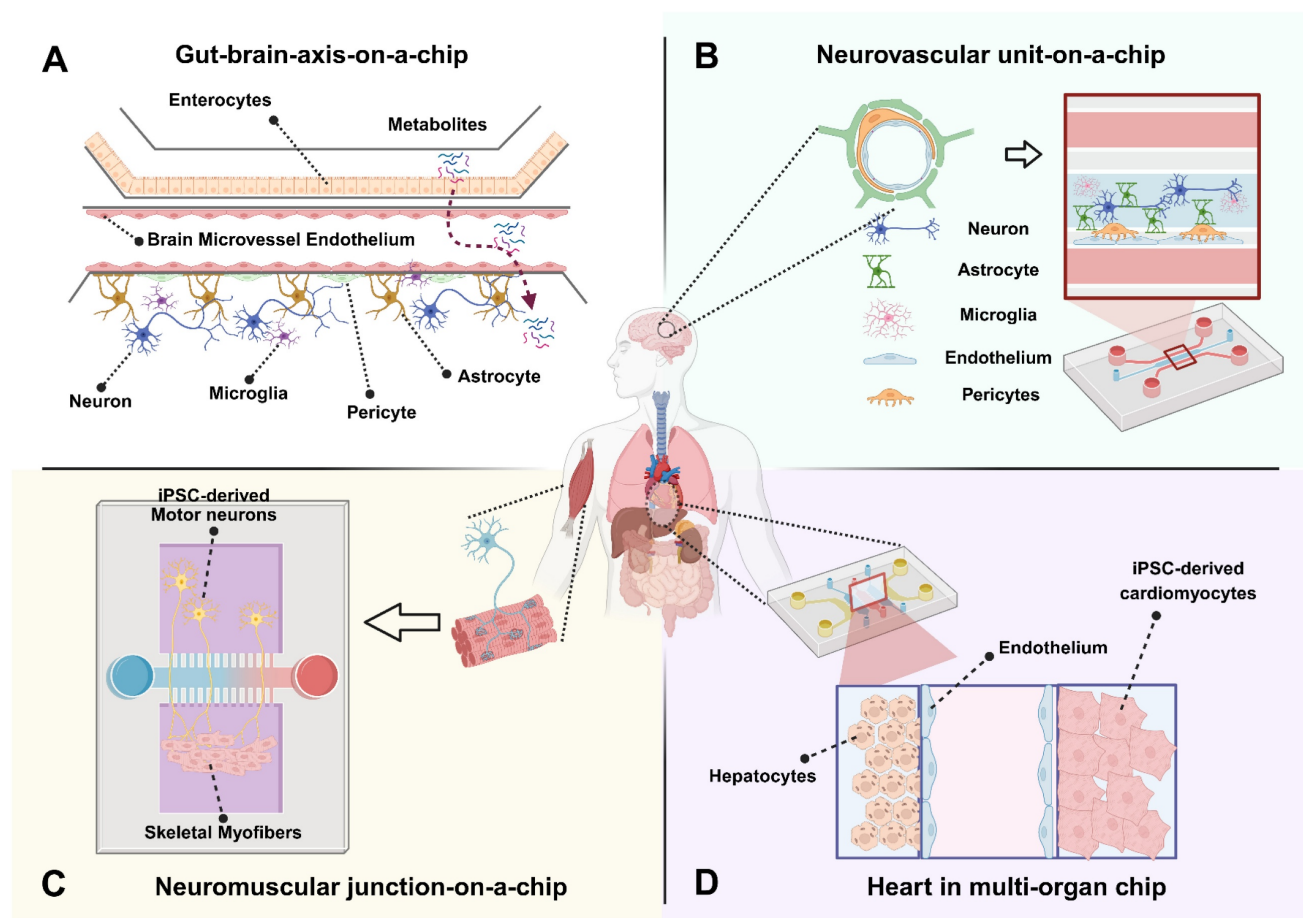 A
Gut-brain-axis-on-a-chip
Enterocytes
Metabolites
Brain Microvessel Endothelium
Neuron
Microglia
Pericyte
Astrocyte
B
Neurovascular unit-on-a-chip
Neuron
Astrocyte
Microglia
Endothelium
Pericytes
iPSC-derived
Motor neurons
Skeletal Myofibers
C
Neuromuscular junction-on-a-chip
iPSC-derived
cardiomyocytes
Endothelium
Hepatocytes
D
Heart in multi-organ chip